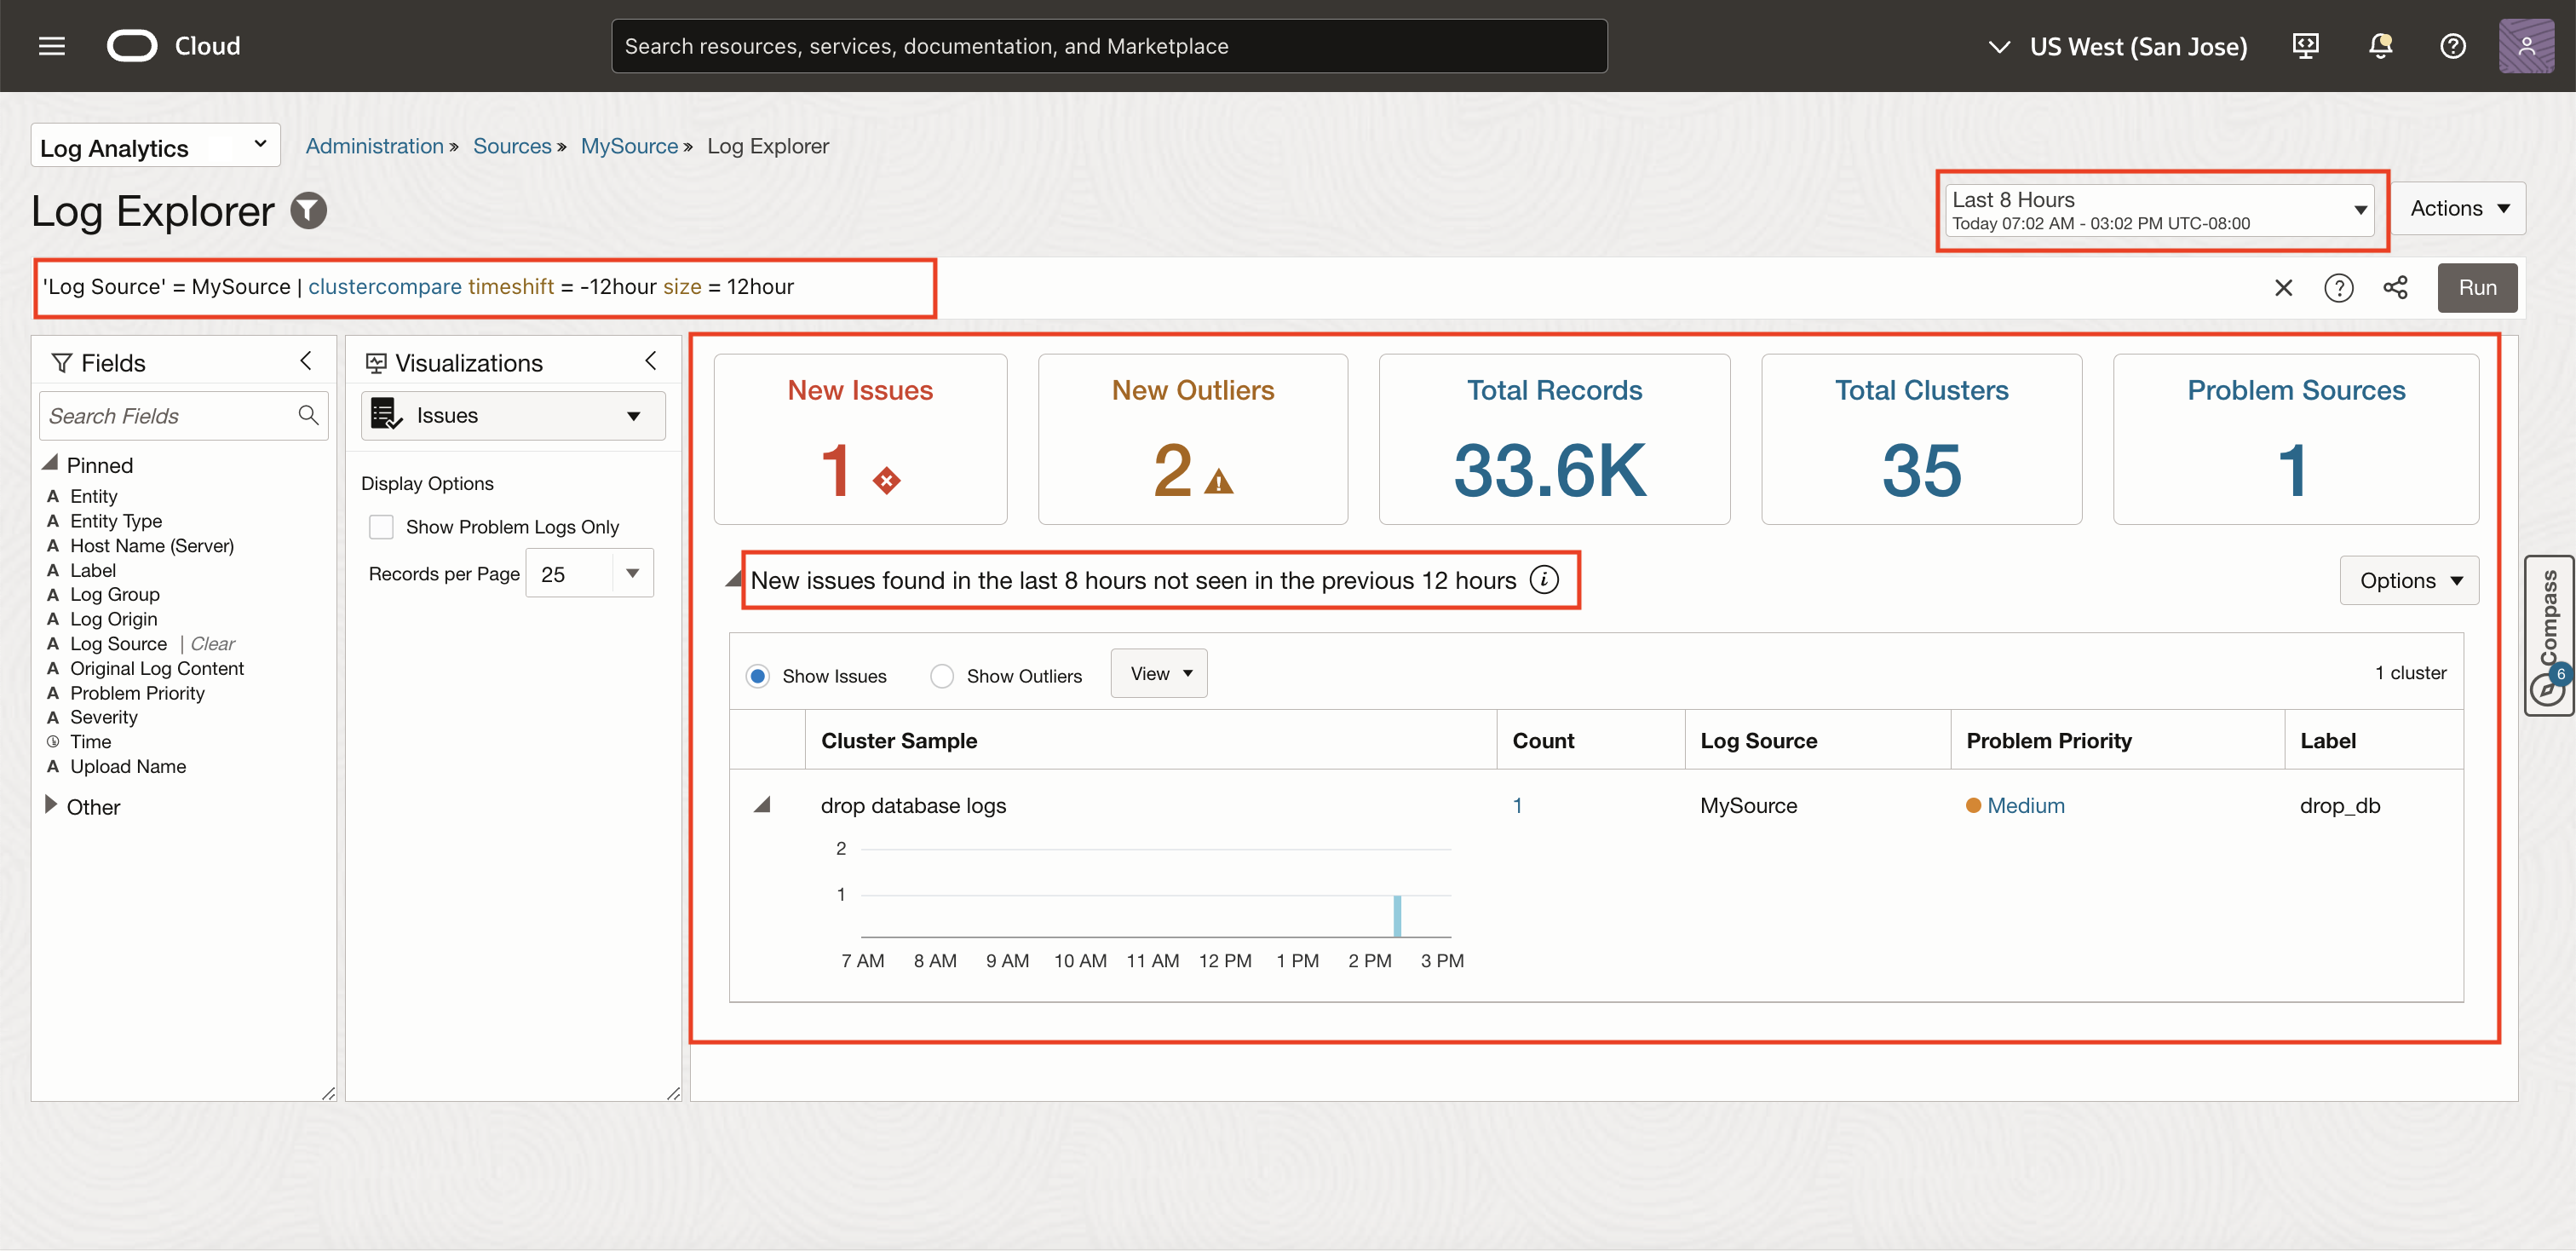 Cloud
Search resources, services, documentation, and Marketplace
US West (San Jose)
Log Analytics
Administration » Sources » MySource » Log Explorer
Log Explorer
Last 8 Hours
Today 07:02 AM - 03:02 PM UTC-08:00
Actions
'Log Source' = MySource | clustercompare timeshift = -12hour size = 12hour
?
Run
Fields
Search Fields
Pinned
A Entity
A Entity Type
A Host Name (Server)
A Label
A Log Group
A Log Origin
A Log Source | Clear
A Original Log Content
A Problem Priority
A Severity
Time
A Upload Name
Other
Visualizations
Issues
Display Options
Show Problem Logs Only
Records per Page 25
New Issues
1
New Outliers
2
Total Records
33.6K
Total Clusters
35
Problem Sources
1
New issues found in the last 8 hours not seen in the previous 12 hours i
Options
Show Issues Show Outliers View 1 cluster
Cluster Sample Count Log Source Problem Priority Label
drop database logs 1 MySource Medium drop_db
2
1
7 AM 8 AM 9 AM 10 AM 11 AM 12 PM 1 PM 2 PM 3 PM
Compass
6